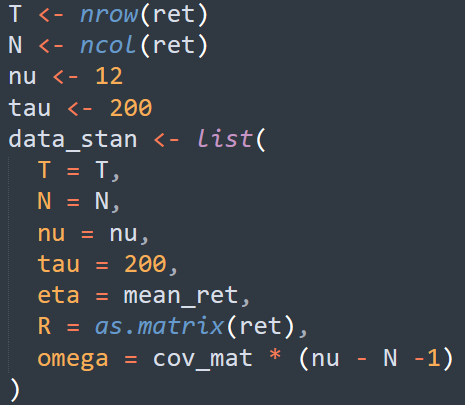 T <- nrow(ret)
N <- ncol(ret)
nu <- 12
tau <- 200
data_stan <- list(
  T = T,
  N = N,
  nu = nu,
  tau = 200,
  eta = mean_ret,
  R = as.matrix(ret),
  omega = cov_mat * (nu - N -1)
)